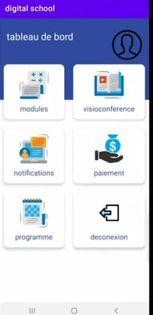 digital school
tableau de bord
modules
visioconference
notifications
paiement
programme
deconexion